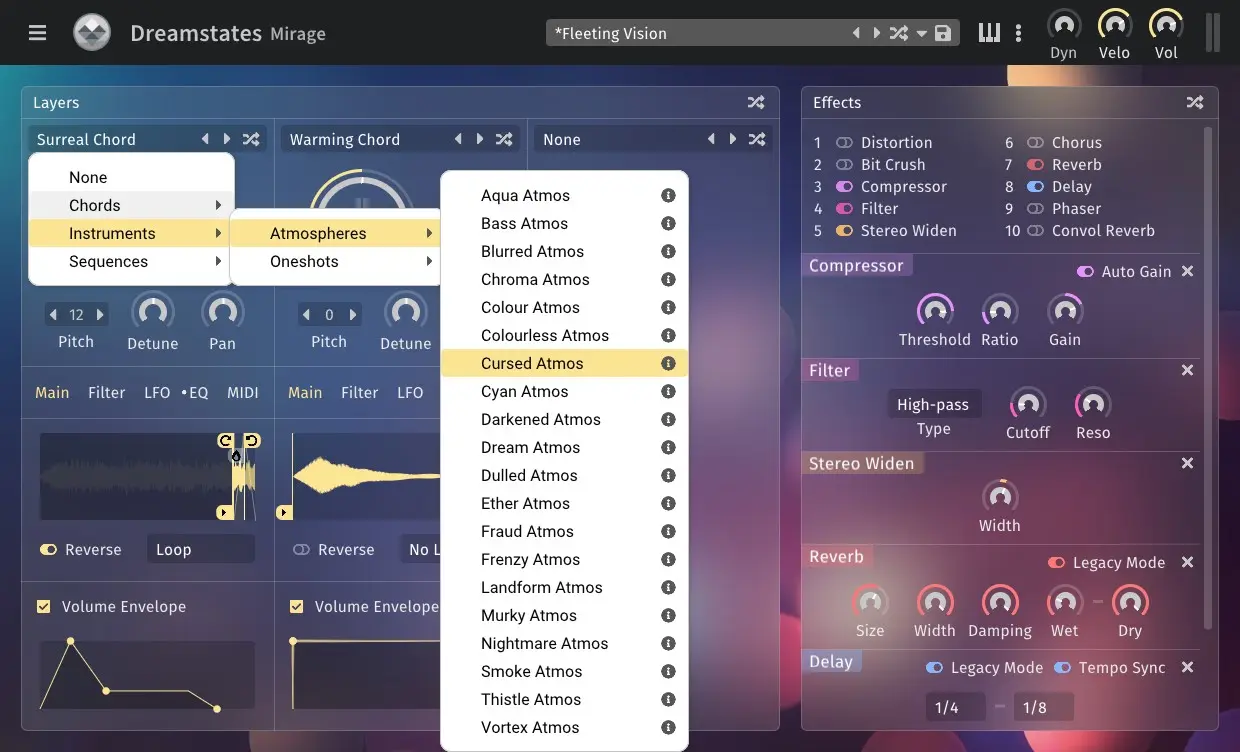 Dreamstates Mirage
*Fleeting Vision
Dyn Velo Vol
Layers
Surreal Chord
Warming Chord
None
None
Chords
Instruments
Sequences
Atmospheres
Oneshots
Aqua Atmos
Bass Atmos
Blurred Atmos
Chroma Atmos
Colour Atmos
Colourless Atmos
Cursed Atmos
Cyan Atmos
Darkened Atmos
Dream Atmos
Dulled Atmos
Ether Atmos
Fraud Atmos
Frenzy Atmos
Landform Atmos
Murky Atmos
Nightmare Atmos
Smoke Atmos
Thistle Atmos
Vortex Atmos
12
Pitch Detune Pan
0
Pitch Detune
Main Filter LFO •EQ MIDI
Main Filter LFO
Reverse Loop
Reverse No L
Volume Envelope
Volume Envelope
Effects
1 Distortion
2 Bit Crush
3 Compressor
4 Filter
5 Stereo Widen
6 Chorus
7 Reverb
8 Delay
9 Phaser
10 Convol Reverb
Compressor Auto Gain
Threshold Ratio Gain
Filter
High-pass
Type Cutoff Reso
Stereo Widen
Width
Reverb Legacy Mode
Size Width Damping Wet Dry
Delay Legacy Mode Tempo Sync
1/4 1/8